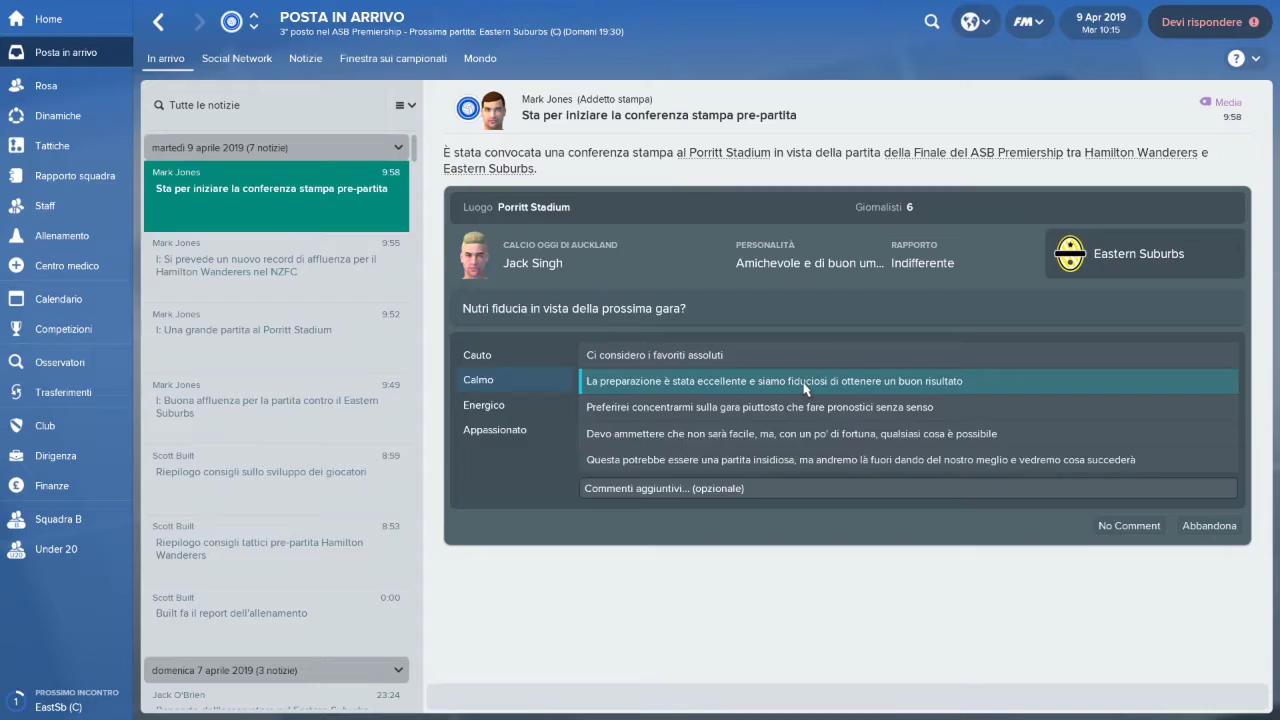 Home
Posta in arrivo
Rosa
Dinamiche
Tattiche
Rapporto squadra
Staff
Allenamento
Centro medico
Calendario
Competizioni
Osservatori
Trasferimenti
Club
Dirigenza
Finanze
Squadra B
Under 20
1
PROSSIMO INCONTRO
EastSb (C)
POSTA IN ARRIVO
3° posto nel ASB Premiership - Prossima partita: Eastern Suburbs (C) (Domani 19:30)
FM
9 Apr 2019
Mar 10:15
Devi rispondere
In arrivo
Social Network
Notizie
Finestra sui campionati
Mondo
?
Tutte le notizie
martedì 9 aprile 2019 (7 notizie)
Mark Jones 9:58
Sta per iniziare la conferenza stampa pre-partita
Mark Jones 9:55
I: Si prevede un nuovo record di affluenza per il
Hamilton Wanderers nel NZFC
Mark Jones 9:52
I: Una grande partita al Porritt Stadium
Mark Jones 9:49
I: Buona affluenza per la partita contro il Eastern
Suburbs
Scott Built 8:59
Riepilogo consigli sullo sviluppo dei giocatori
Scott Built 8:53
Riepilogo consigli tattici pre-partita Hamilton
Wanderers
Scott Built 0:00
Built fa il report dell'allenamento
domenica 7 aprile 2019 (3 notizie)
Jack O'Brien 23:24
Mark Jones (Addetto stampa)
Sta per iniziare la conferenza stampa pre-partita
Media
9:58
È stata convocata una conferenza stampa al Porritt Stadium in vista della partita della Finale del ASB Premiership tra Hamilton Wanderers e
Eastern Suburbs.
Luogo Porritt Stadium
Giornalisti 6
CALCIO OGGI DI AUCKLAND
Jack Singh
PERSONALITÀ
Amichevole e di buon um...
RAPPORTO
Indifferente
Eastern Suburbs
Nutri fiducia in vista della prossima gara?
Cauto
Calmo
Energico
Appassionato
Ci considero i favoriti assoluti
La preparazione è stata eccellente e siamo fiduciosi di ottenere un buon risultato
Preferirei concentrarmi sulla gara piuttosto che fare pronostici senza senso
Devo ammettere che non sarà facile, ma, con un po' di fortuna, qualsiasi cosa è possibile
Questa potrebbe essere una partita insidiosa, ma andremo là fuori dando del nostro meglio e vedremo cosa succederà
Commenti aggiuntivi... (opzionale)
No Comment
Abbandona